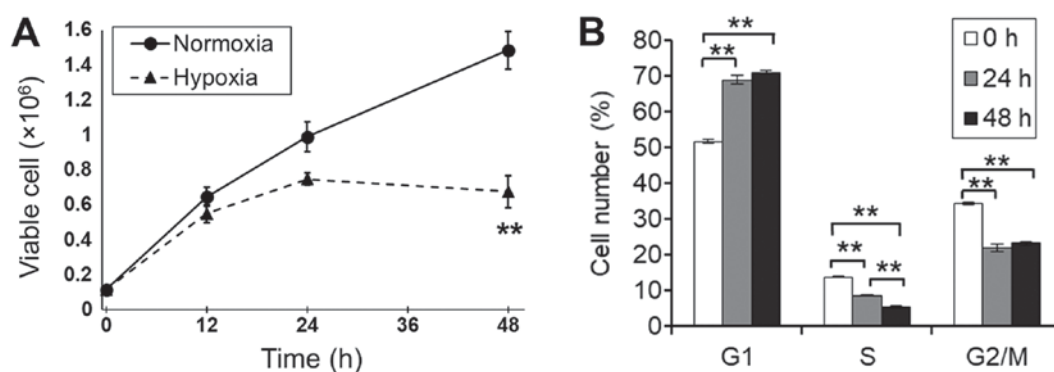 A
Normoxia
Hypoxia
Viable cell (×10⁶)
1.6
1.4
1.2
1
0.8
0.6
0.4
0.2
0
0 12 24 36 48
Time (h)
**
B
0 h
24 h
48 h
Cell number (%)
80
70
60
50
40
30
20
10
0
**
**
**
**
**
**
**
G1 S G2/M